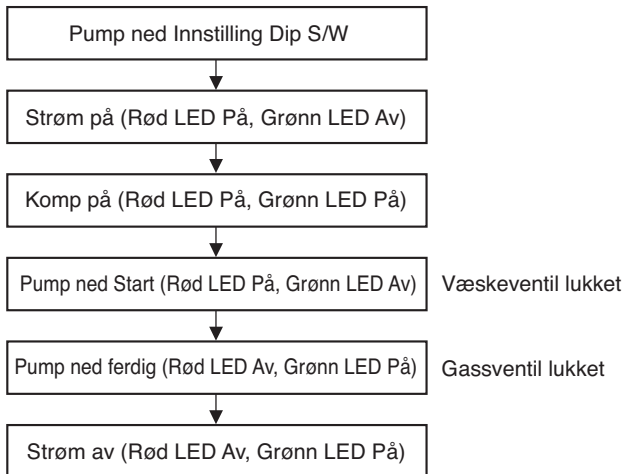 Pump ned Innstilling Dip S/W
Strøm på (Rød LED På, Grønn LED Av)
Komp på (Rød LED På, Grønn LED På)
Pump ned Start (Rød LED På, Grønn LED Av)
Væskeventil lukket
Pump ned ferdig (Rød LED Av, Grønn LED På)
Gassventil lukket
Strøm av (Rød LED Av, Grønn LED På)